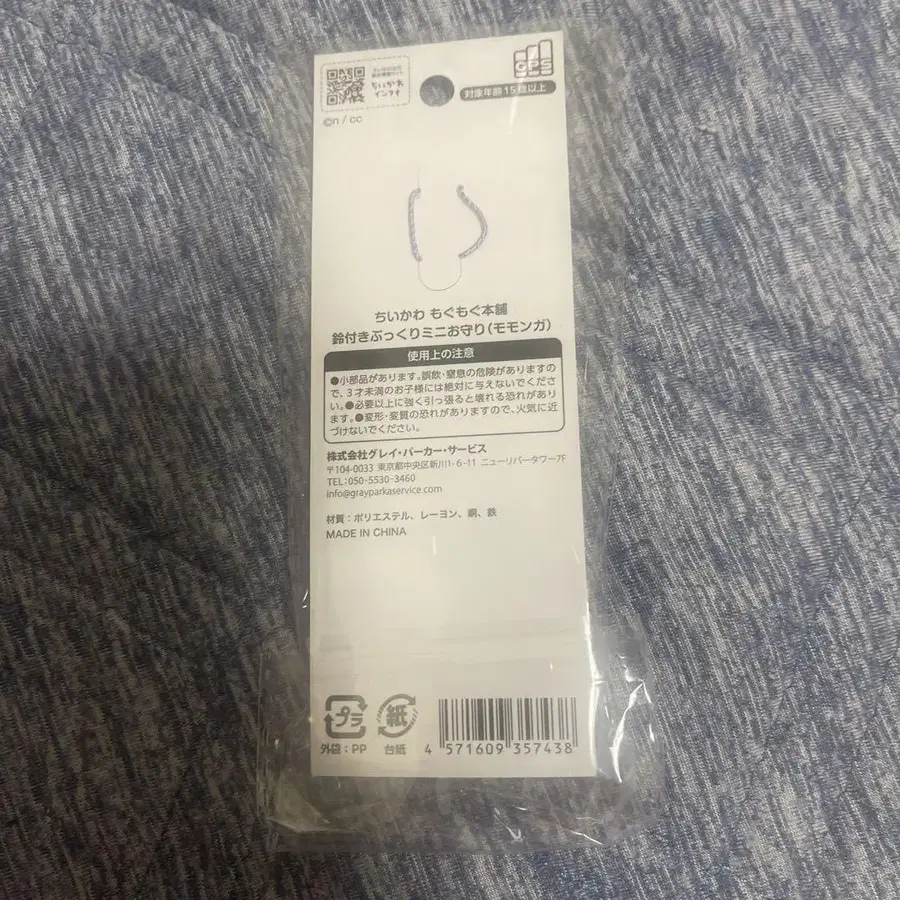 ちいかわ
インフォ
GPS
対象年齢15歳以上
©n / cc
ちいかわ もぐもぐ本舗
鈴付きぷっくりミニお守り（モモンガ）
使用上の注意
●小部品があります。誤飲・窒息の危険がありますの
で、3才未満のお子様には絶対に与えないでくださ
い。●必要以上に強く引っ張ると壊れる恐れがあり
ます。●変形・変質の恐れがありますので、火気に近
づけないでください。
株式会社グレイ・パーカー・サービス
〒104-0033 東京都中央区新川1-6-11 ニューリバータワー7F
TEL：050-5530-3460
info@grayparkaservice.com
材質：ポリエステル、レーヨン、銅、鉄
MADE IN CHINA
プラ 紙
外袋：PP 台紙
4 571609 357438